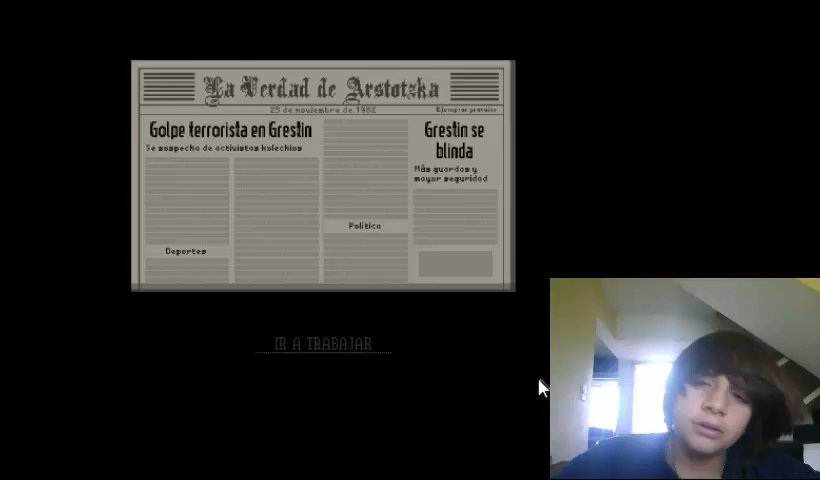 La Verdad de Arstotzka
25 de noviembre de 1982
Ejemplar gratuito
Golpe terrorista en Grestin
Se sospecha de activistas kolechios
Grestin se
blinda
Más guardas y
mayor seguridad
Política
Deportes
IR A TRABAJAR